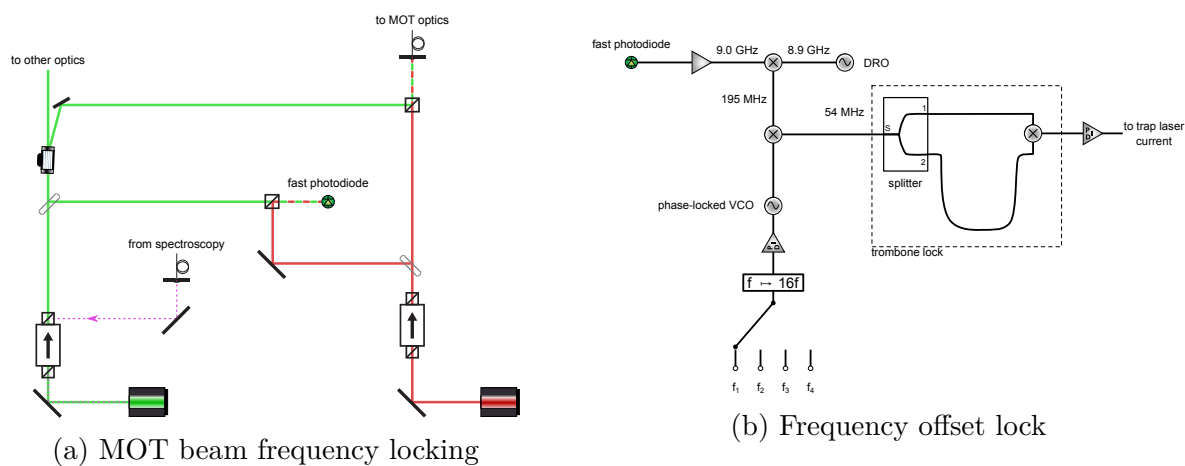 to MOT optics
to other optics
fast photodiode
from spectroscopy
(a) MOT beam frequency locking
fast photodiode
9.0 GHz
8.9 GHz
DRO
195 MHz
54 MHz
S
1
2
splitter
trombone lock
P I D
to trap laser
current
phase-locked VCO
P I D
f ↦ 16f
f₁ f₂ f₃ f₄
(b) Frequency offset lock